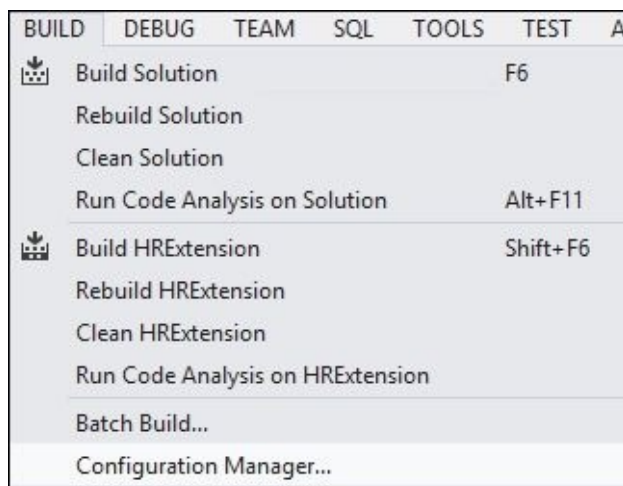 BUILD DEBUG TEAM SQL TOOLS TEST
Build Solution F6
Rebuild Solution
Clean Solution
Run Code Analysis on Solution Alt+F11
Build HRExtension Shift+F6
Rebuild HRExtension
Clean HRExtension
Run Code Analysis on HRExtension
Batch Build...
Configuration Manager...